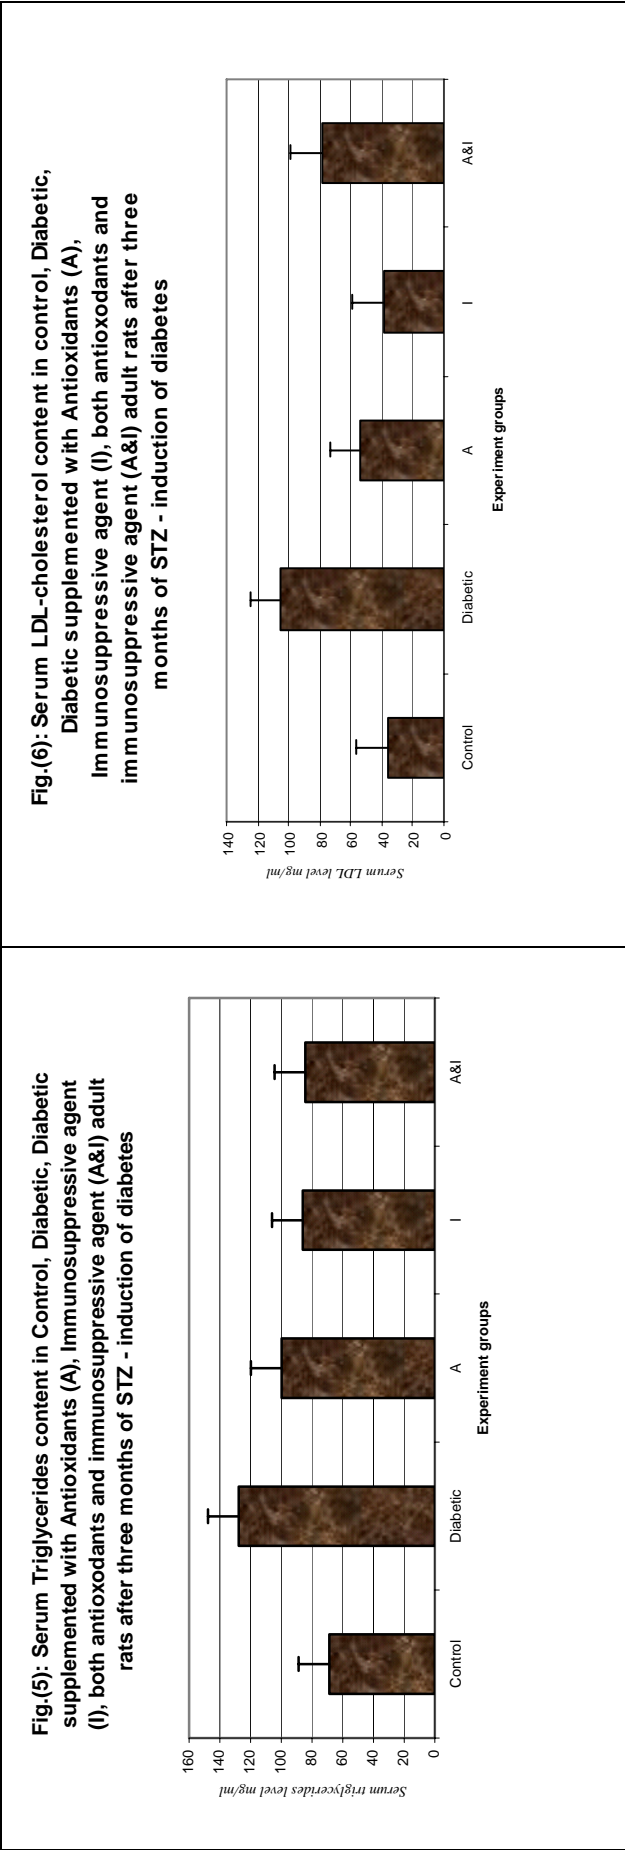 Fig.(5): Serum Triglycerides content in Control, Diabetic, Diabetic
supplemented with Antioxidants (A), Immunosuppressive agent
(I), both antioxodants and immunosuppressive agent (A&I) adult
rats after three months of STZ - induction of diabetes
Serum triglycerides level mg/ml
160
140
120
100
80
60
40
20
0
Control
Diabetic
A
I
A&I
Experiment groups
Fig.(6): Serum LDL-cholesterol content in control, Diabetic,
Diabetic supplemented with Antioxidants (A),
Immunosuppressive agent (I), both antioxodants and
immunosuppressive agent (A&I) adult rats after three
months of STZ - induction of diabetes
Serum LDL level mg/ml
140
120
100
80
60
40
20
0
Control
Diabetic
A
I
A&I
Experiment groups